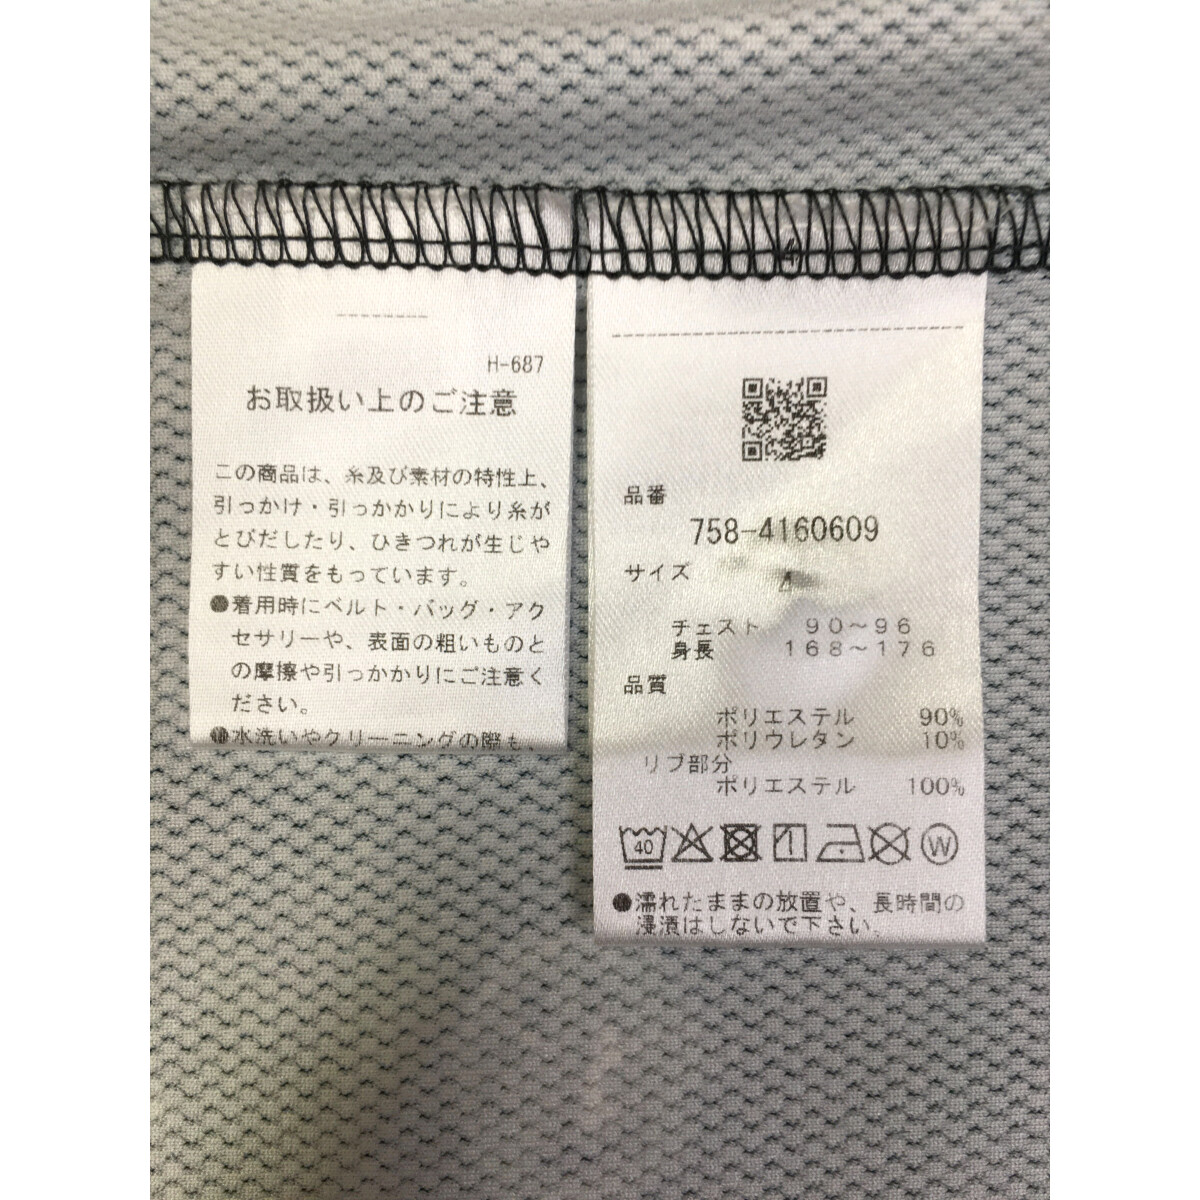 H-687
お取扱い上のご注意
この商品は、糸及び素材の特性上、
引っかけ・引っかかりにより糸が
とびだしたり、ひきつれが生じや
すい性質をもっています。
●着用時にベルト・バッグ・アク
セサリーや、表面の粗いものと
の摩擦や引っかかりにご注意く
ださい。
●水洗いやクリーニングの際も、
4
品番
758-4160609
サイズ 4
チェスト 90～96
身長 168～176
品質
ポリエステル 90%
ポリウレタン 10%
リブ部分
ポリエステル 100%
40 W
●濡れたままの放置や、長時間の
浸漬はしないで下さい。